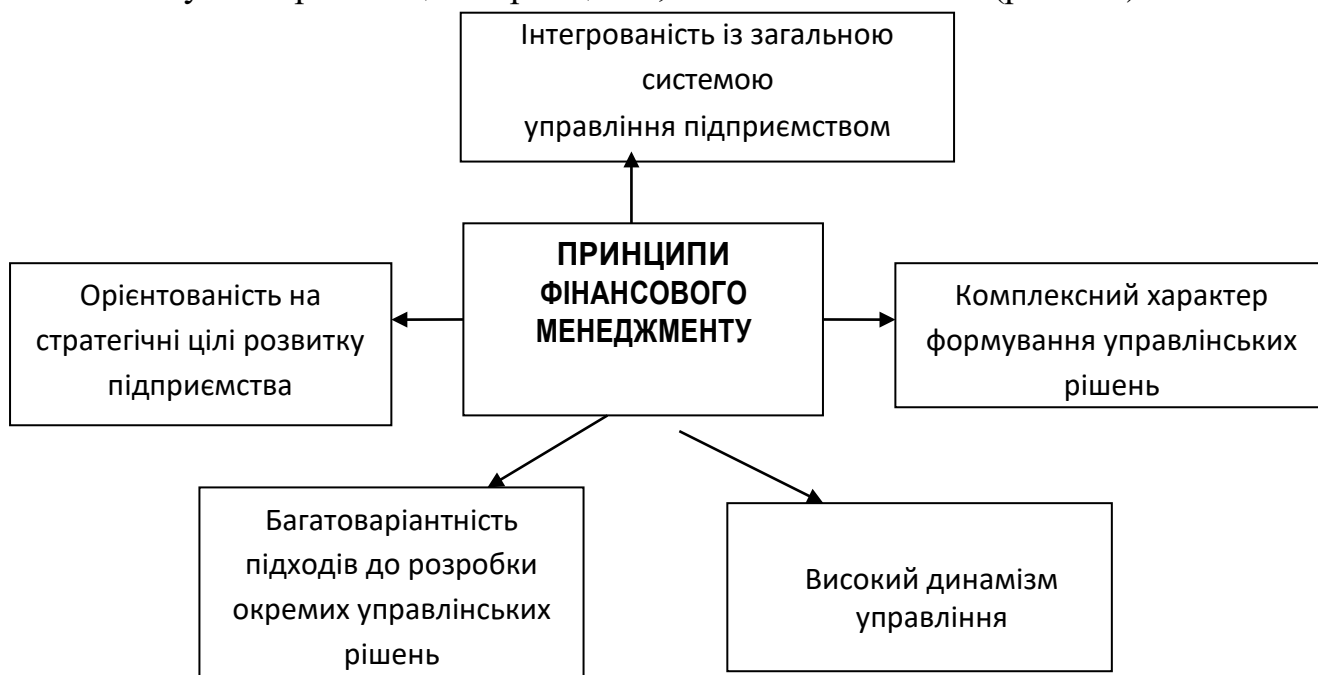 Інтегрованість із загальною
системою
управління підприємством
ПРИНЦИПИ
ФІНАНСОВОГО
МЕНЕДЖМЕНТУ
Орієнтованість на
стратегічні цілі розвитку
підприємства
Комплексний характер
формування управлінських
рішень
Багатоваріантність
підходів до розробки
окремих управлінських
рішень
Високий динамізм
управління